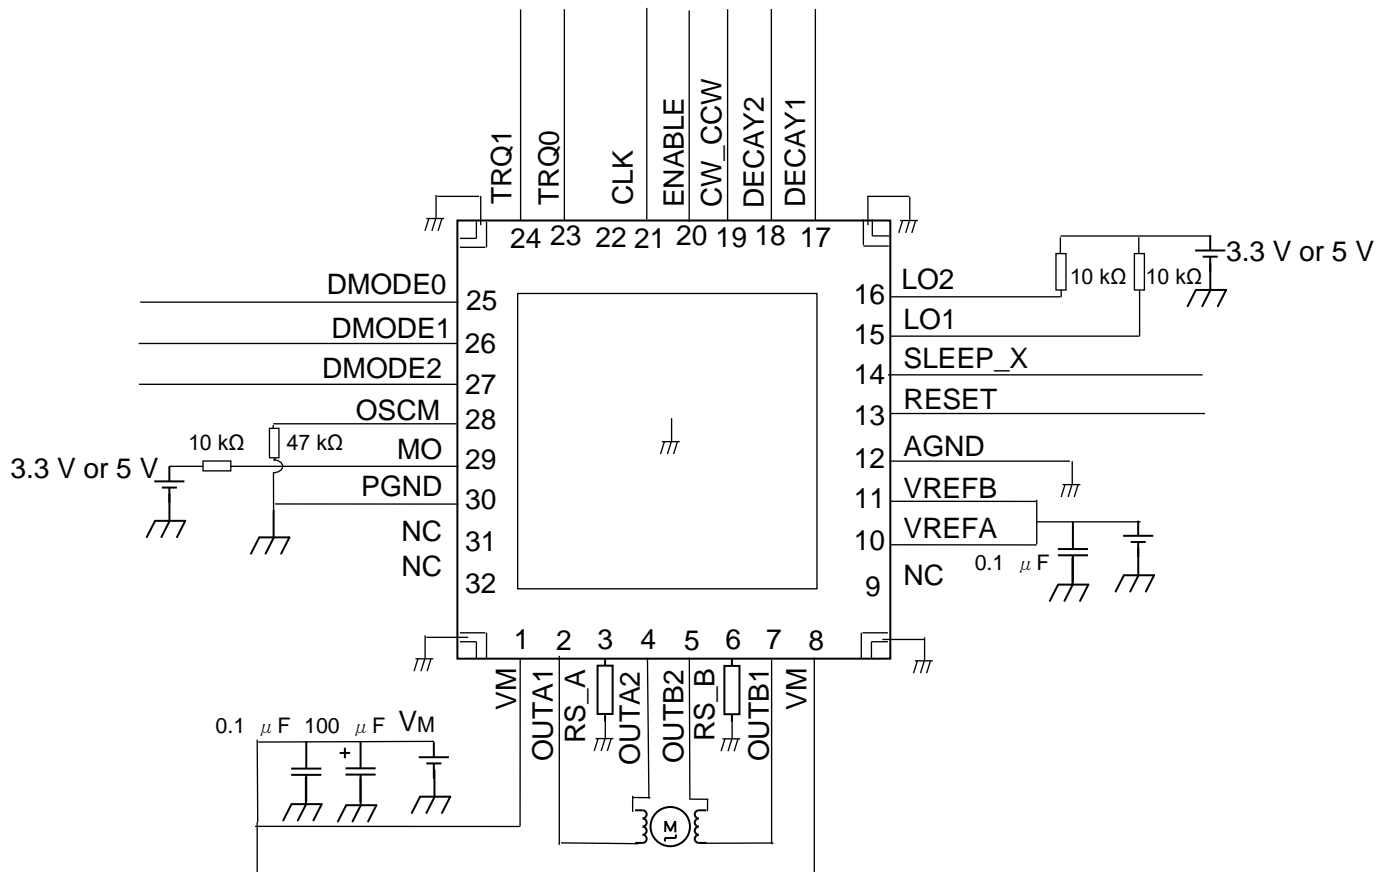 TRQ1
TRQ0
CLK
ENABLE
CW_CCW
DECAY2
DECAY1
24 23 22 21 20 19 18 17
DMODE0 25
DMODE1 26
DMODE2 27
OSCM 28
10 kΩ 47 kΩ MO 29
3.3 V or 5 V
PGND 30
NC 31
NC 32
16 LO2 10 kΩ 10 kΩ 3.3 V or 5 V
15 LO1
14 SLEEP_X
13 RESET
12 AGND
11 VREFB
10 VREFA
0.1 μF
9 NC
1 2 3 4 5 6 7 8
VM
OUTA1
RS_A
OUTA2
OUTB2
RS_B
OUTB1
VM
0.1 μF 100 μF VM
+
M